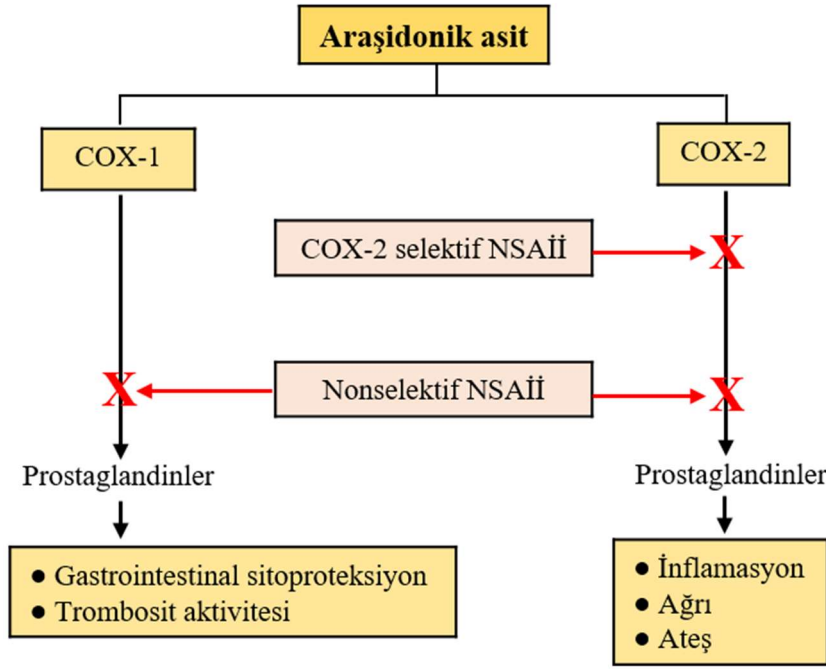 Araşidonik asit
COX-1
COX-2
COX-2 selektif NSAİİ
X
Nonselektif NSAİİ
X
X
Prostaglandinler
Prostaglandinler
● Gastrointestinal sitoproteksiyon
● Trombosit aktivitesi
● İnflamasyon
● Ağrı
● Ateş